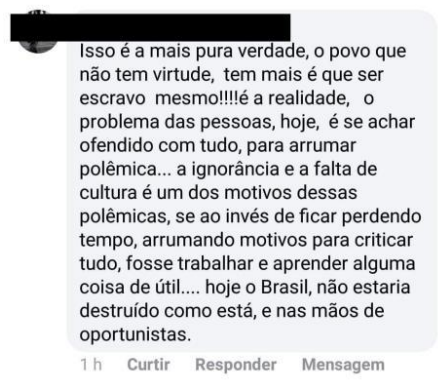 Isso é a mais pura verdade, o povo que
não tem virtude, tem mais é que ser
escravo mesmo!!!!é a realidade, o
problema das pessoas, hoje, é se achar
ofendido com tudo, para arrumar
polêmica... a ignorância e a falta de
cultura é um dos motivos dessas
polêmicas, se ao invés de ficar perdendo
tempo, arrumando motivos para criticar
tudo, fosse trabalhar e aprender alguma
coisa de útil.... hoje o Brasil, não estaria
destruído como está, e nas mãos de
oportunistas.
1 h Curtir Responder Mensagem